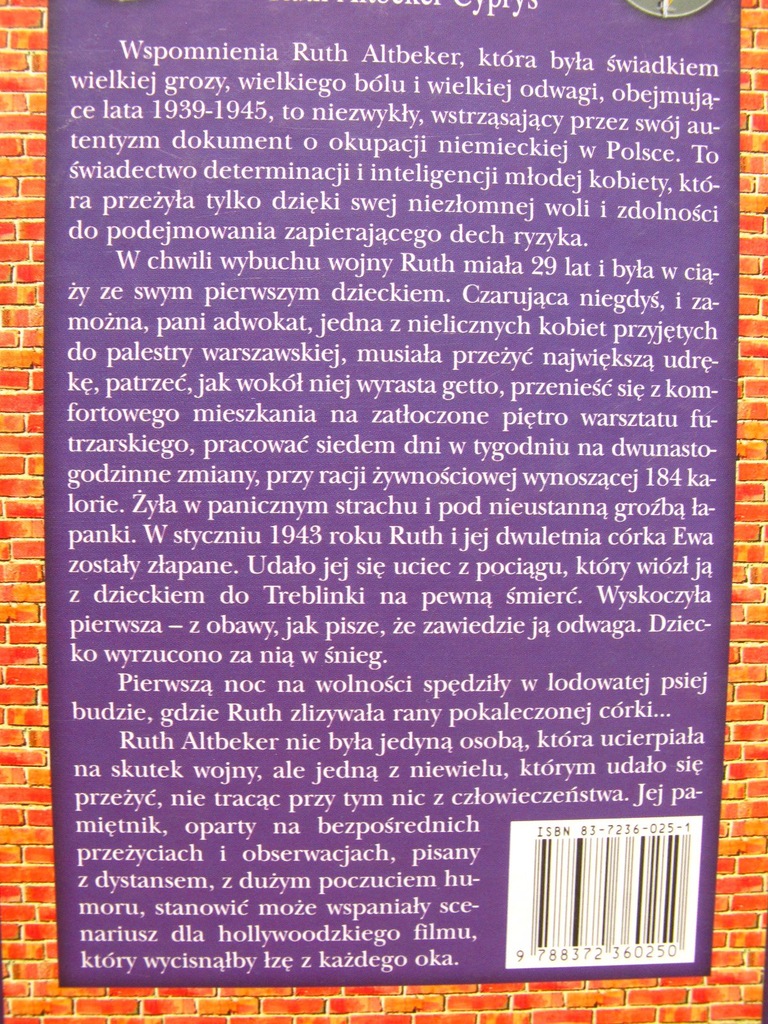 Ruth Altbeker Cyprys
Wspomnienia Ruth Altbeker, która była świadkiem
wielkiej grozy, wielkiego bólu i wielkiej odwagi, obejmują-
ce lata 1939-1945, to niezwykły, wstrząsający przez swój au-
tentyzm dokument o okupacji niemieckiej w Polsce. To
świadectwo determinacji i inteligencji młodej kobiety, któ-
ra przeżyła tylko dzięki swej niezłomnej woli i zdolności
do podejmowania zapierającego dech ryzyka.
W chwili wybuchu wojny Ruth miała 29 lat i była w cią-
ży ze swym pierwszym dzieckiem. Czarująca niegdyś, i za-
można, pani adwokat, jedna z nielicznych kobiet przyjętych
do palestry warszawskiej, musiała przeżyć największą udrę-
kę, patrzeć, jak wokół niej wyrasta getto, przenieść się z kom-
fortowego mieszkania na zatłoczone piętro warsztatu fu-
trzarskiego, pracować siedem dni w tygodniu na dwunasto-
godzinne zmiany, przy racji żywnościowej wynoszącej 184 ka-
lorie. Żyła w panicznym strachu i pod nieustanną groźbą ła-
panki. W styczniu 1943 roku Ruth i jej dwuletnia córka Ewa
zostały złapane. Udało jej się uciec z pociągu, który wiózł ją
z dzieckiem do Treblinki na pewną śmierć. Wyskoczyła
pierwsza – z obawy, jak pisze, że zawiedzie ją odwaga. Dziec-
ko wyrzucono za nią w śnieg.
Pierwszą noc na wolności spędziły w lodowatej psiej
budzie, gdzie Ruth zlizywała rany pokaleczonej córki...
Ruth Altbeker nie była jedyną osobą, która ucierpiała
na skutek wojny, ale jedną z niewielu, którym udało się
przeżyć, nie tracąc przy tym nic z człowieczeństwa. Jej pa-
miętnik, oparty na bezpośrednich
przeżyciach i obserwacjach, pisany
z dystansem, z dużym poczuciem hu-
moru, stanowić może wspaniały sce-
nariusz dla hollywoodzkiego filmu,
który wycisnąłby łzę z każdego oka.
ISBN 83-7236-025-1
9 788372 360250